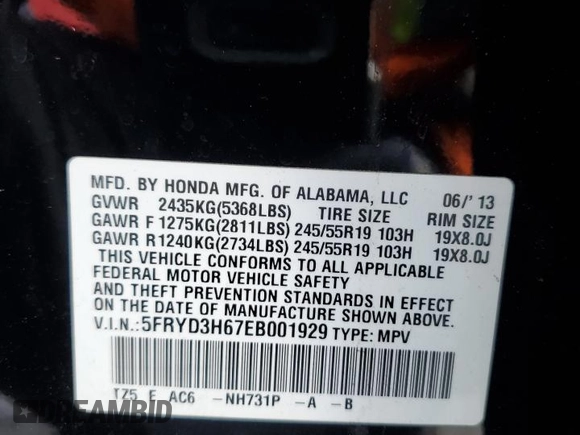 MFD. BY HONDA MFG. OF ALABAMA, LLC 06/' 13
GVWR 2435KG(5368LBS) TIRE SIZE RIM SIZE
GAWR F 1275KG(2811LBS) 245/55R19 103H 19X8.0J
GAWR R1240KG(2734LBS) 245/55R19 103H 19X8.0J
THIS VEHICLE CONFORMS TO ALL APPLICABLE
FEDERAL MOTOR VEHICLE SAFETY
AND THEFT PREVENTION STANDARDS IN EFFECT
ON THE DATE OF MANUFACTURE SHOWN ABOVE.
V.I.N.:5FRYD3H67EB001929 TYPE: MPV
TZ5 E AC6 -NH731P -A -B
DREAMBID